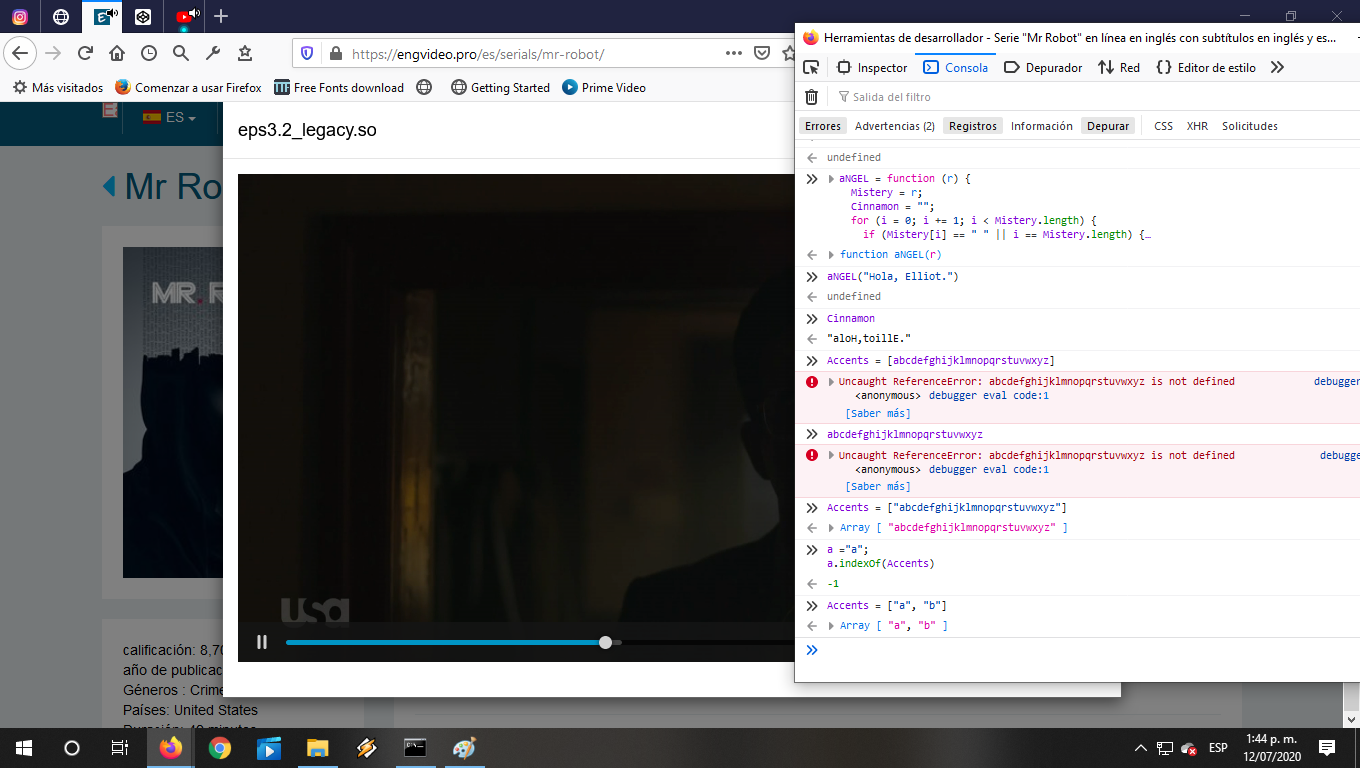 Herramientas de desarrollador - Serie "Mr Robot" en línea en inglés con subtítulos en inglés y es...
https://engvideo.pro/es/serials/mr-robot/
Más visitados
Comenzar a usar Firefox
Free Fonts download
Getting Started
Prime Video
ES
Mr Ro
MR. R
eps3.2_legacy.so
usa
calificación: 8,70
año de publicac
Géneros : Crime
Países: United States
Inspector
Consola
Depurador
Red
Editor de estilo
Salida del filtro
Errores
Advertencias (2)
Registros
Información
Depurar
CSS
XHR
Solicitudes
undefined
aNGEL = function (r) {
Mistery = r;
Cinnamon = "";
for (i = 0; i += 1; i < Mistery.length) {
if (Mistery[i] == " " || i == Mistery.length) {…
function aNGEL(r)
aNGEL("Hola, Elliot.")
undefined
Cinnamon
"aloH,toillE."
Accents = [abcdefghijklmnopqrstuvwxyz]
Uncaught ReferenceError: abcdefghijklmnopqrstuvwxyz is not defined
debugger
<anonymous> debugger eval code:1
[Saber más]
abcdefghijklmnopqrstuvwxyz
Uncaught ReferenceError: abcdefghijklmnopqrstuvwxyz is not defined
debugge
<anonymous> debugger eval code:1
[Saber más]
Accents = ["abcdefghijklmnopqrstuvwxyz"]
Array [ "abcdefghijklmnopqrstuvwxyz" ]
a ="a";
a.indexOf(Accents)
-1
Accents = ["a", "b"]
Array [ "a", "b" ]
ESP
1:44 p. m.
12/07/2020